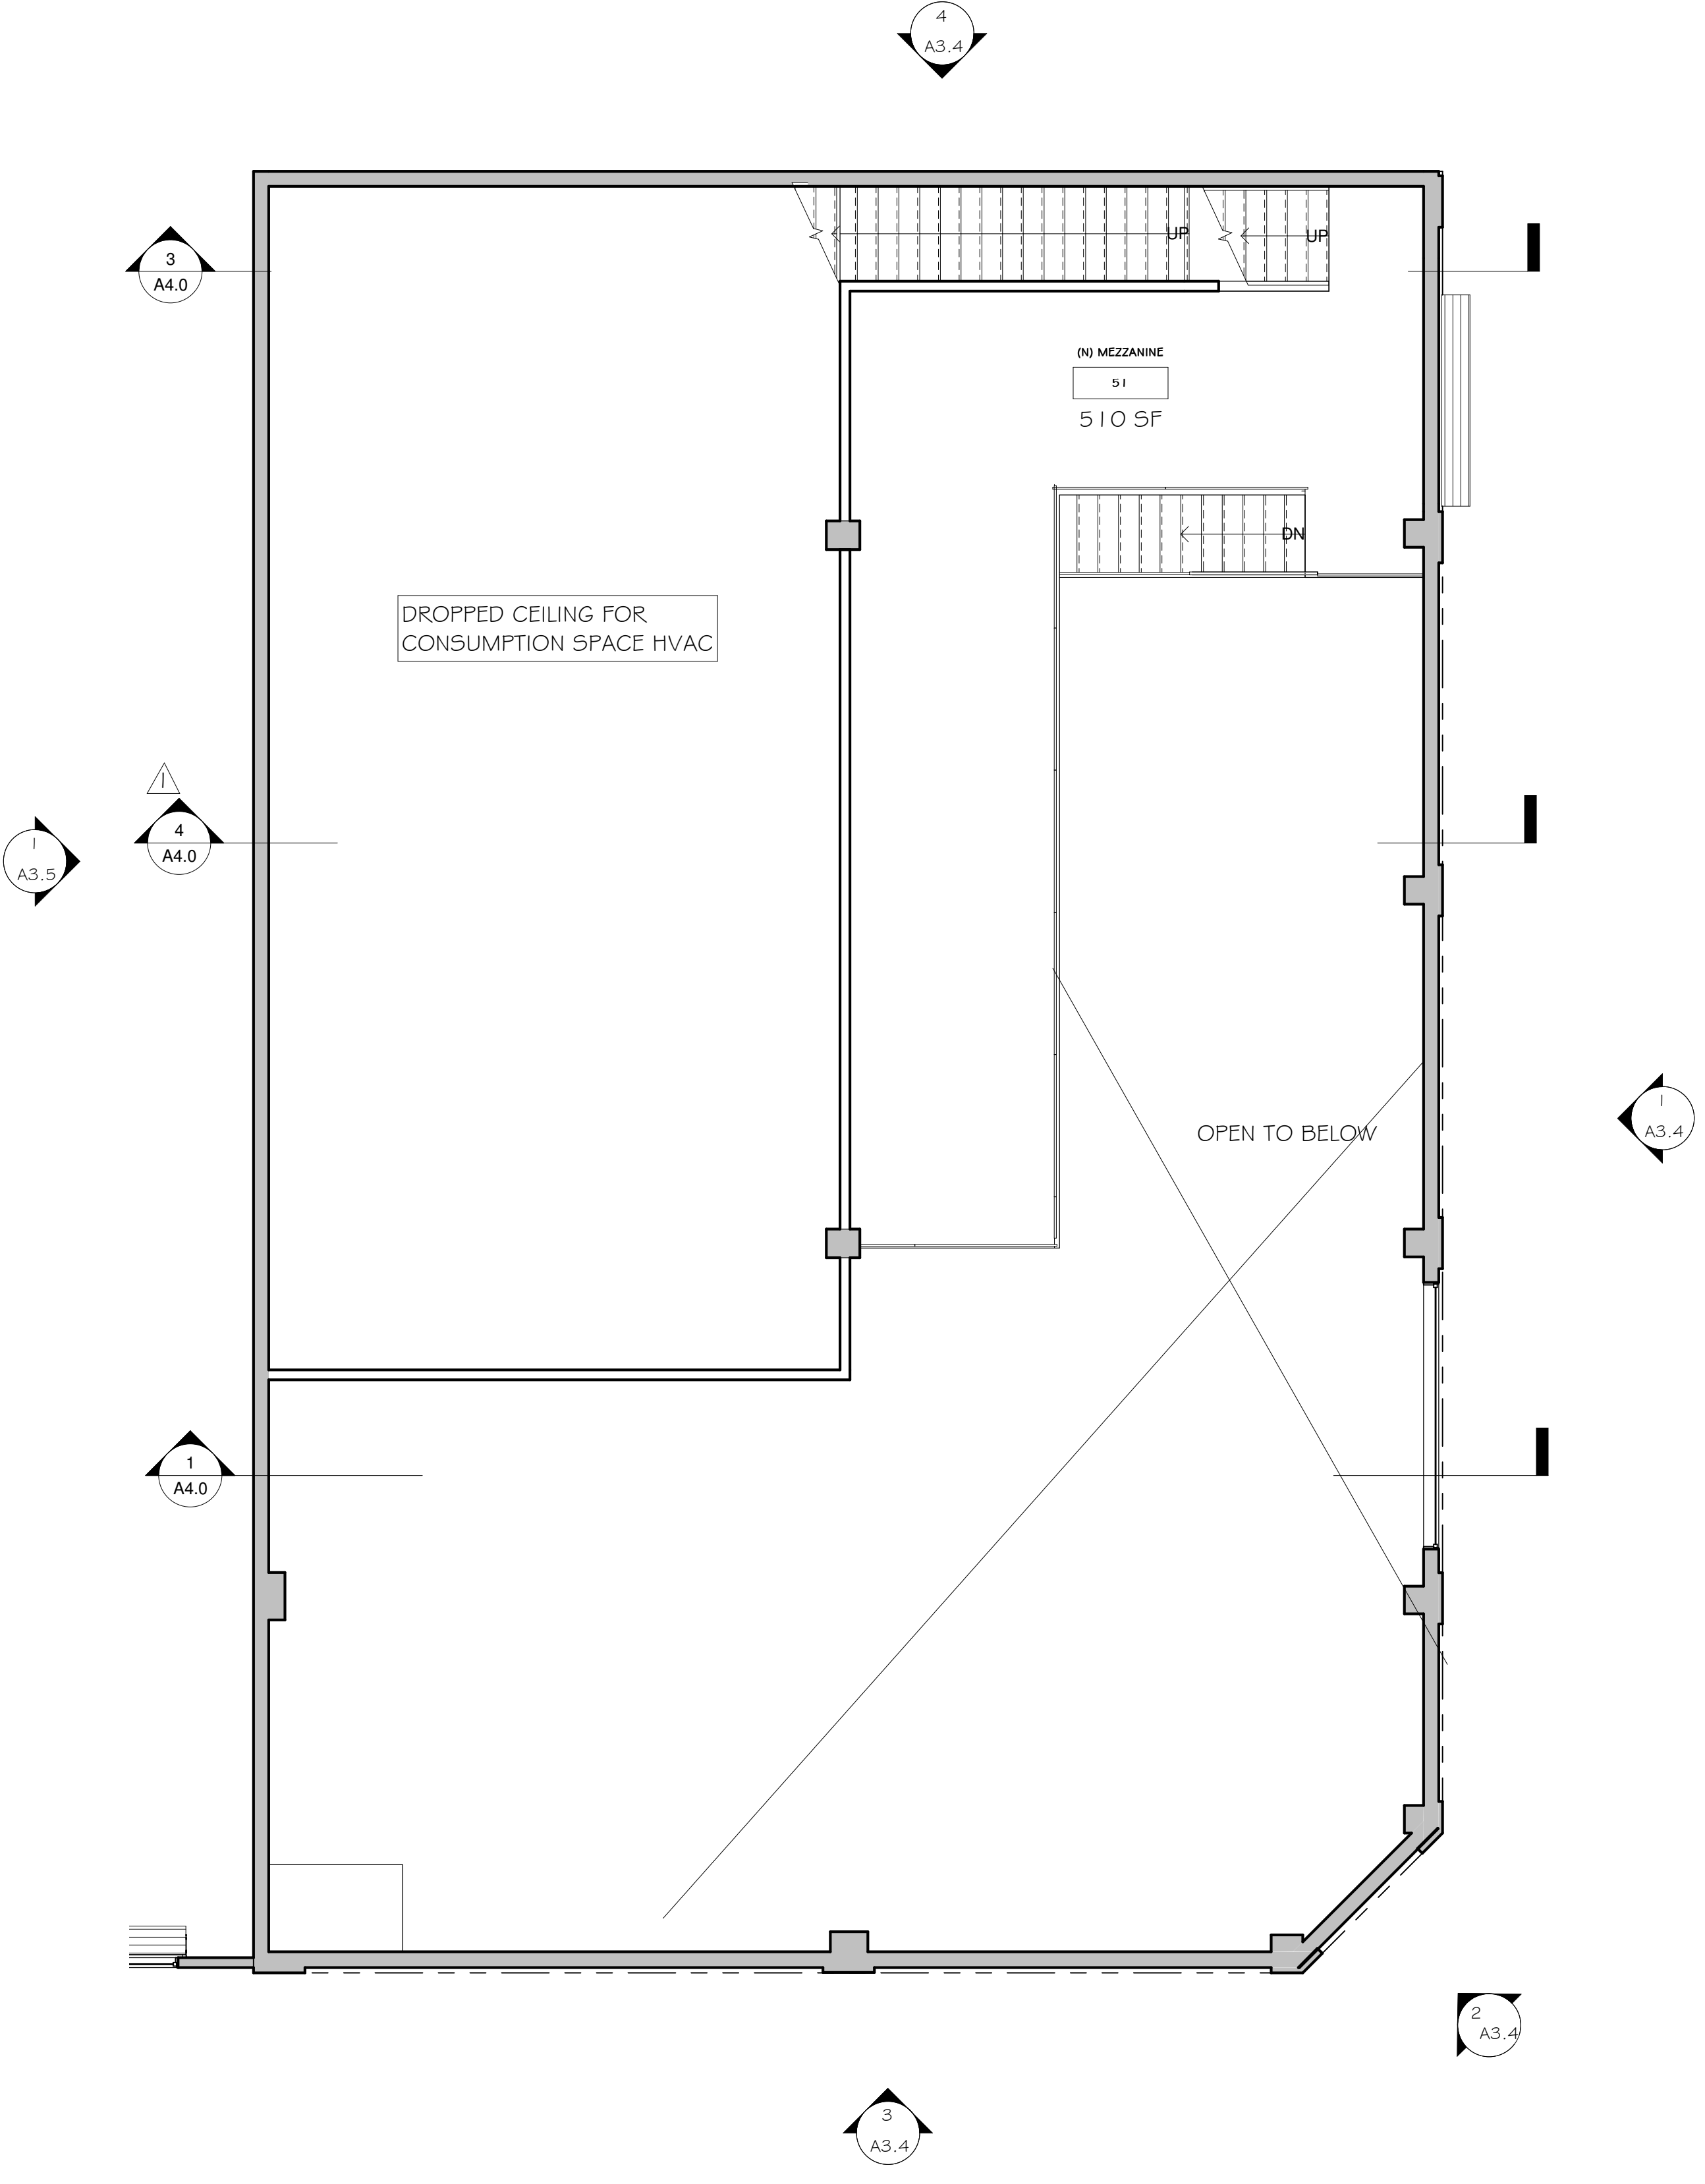 4
A3.4
UP
UP
3
A4.0
(N) MEZZANINE
51
510 SF
DN
DROPPED CEILING FOR
CONSUMPTION SPACE HVAC
1
4
A4.0
1
A3.5
1
A3.4
OPEN TO BELOW
1
A4.0
2
A3.4
3
A3.4